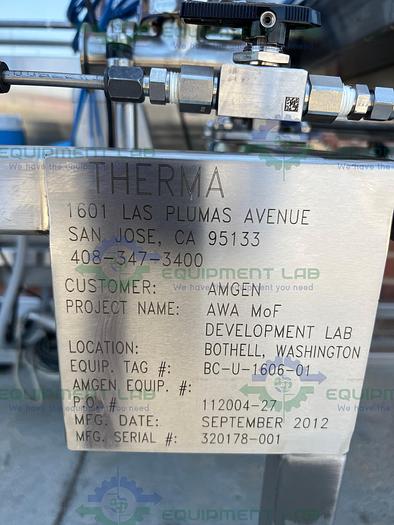 THERMA
1601 LAS PLUMAS AVENUE
SAN JOSE, CA 95133
408-347-3400
CUSTOMER: AMGEN
PROJECT NAME: AWA MoF
DEVELOPMENT LAB
LOCATION: BOTHELL, WASHINGTON
EQUIP. TAG #: BC-U-1606-01
AMGEN EQUIP. #:
P.O. # 112004-27
MFG. DATE: SEPTEMBER 2012
MFG. SERIAL #: 320178-001
EQUIPMENT LAB
We have the equipment you need